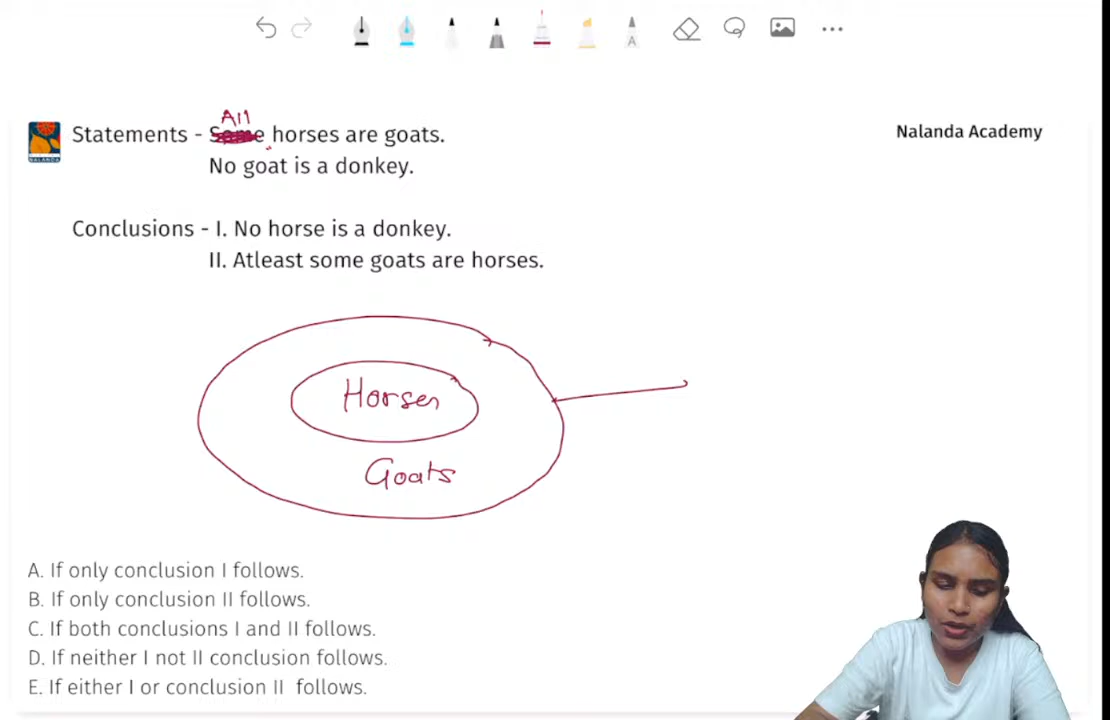 All
Statements - Some horses are goats.
Nalanda Academy
NALANDA
No goat is a donkey.
Conclusions - I. No horse is a donkey.
II. Atleast some goats are horses.
Horses
Goats
A. If only conclusion I follows.
B. If only conclusion II follows.
C. If both conclusions I and II follows.
D. If neither I not II conclusion follows.
E. If either I or conclusion II follows.